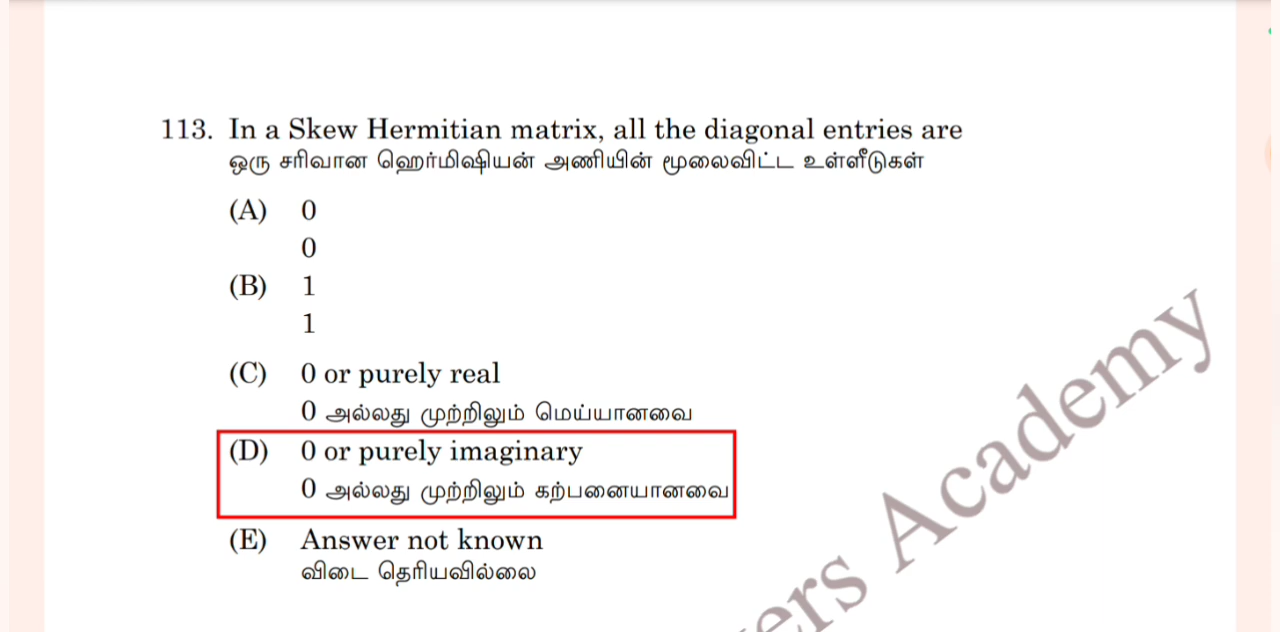 113. In a Skew Hermitian matrix, all the diagonal entries are
ஒரு சரிவான ஹெர்மிஷியன் அணியின் மூலைவிட்ட உள்ளீடுகள்
(A) 0
0
(B) 1
1
(C) 0 or purely real
0 அல்லது முற்றிலும் மெய்யானவை
(D) 0 or purely imaginary
0 அல்லது முற்றிலும் கற்பனையானவை
(E) Answer not known
விடை தெரியவில்லை
ers Academy